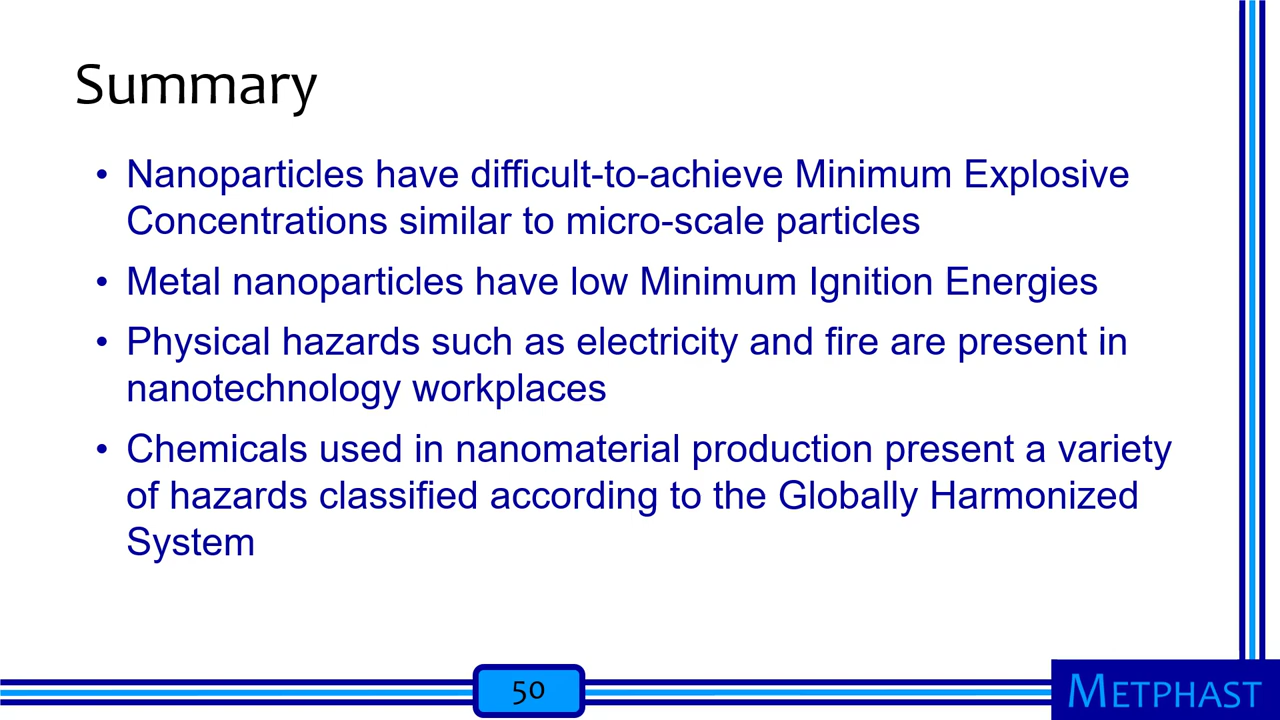 Summary
• Nanoparticles have difficult-to-achieve Minimum Explosive
Concentrations similar to micro-scale particles
• Metal nanoparticles have low Minimum Ignition Energies
• Physical hazards such as electricity and fire are present in
nanotechnology workplaces
• Chemicals used in nanomaterial production present a variety
of hazards classified according to the Globally Harmonized
System
50
METPHAST